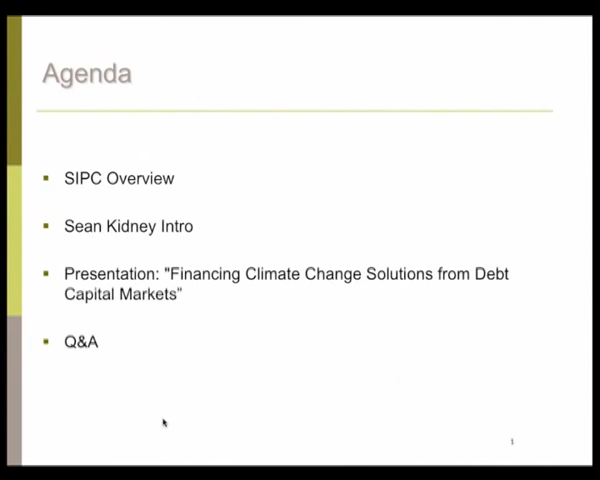 Agenda
SIPC Overview
Sean Kidney Intro
Presentation: "Financing Climate Change Solutions from Debt
Capital Markets”
Q&A
1